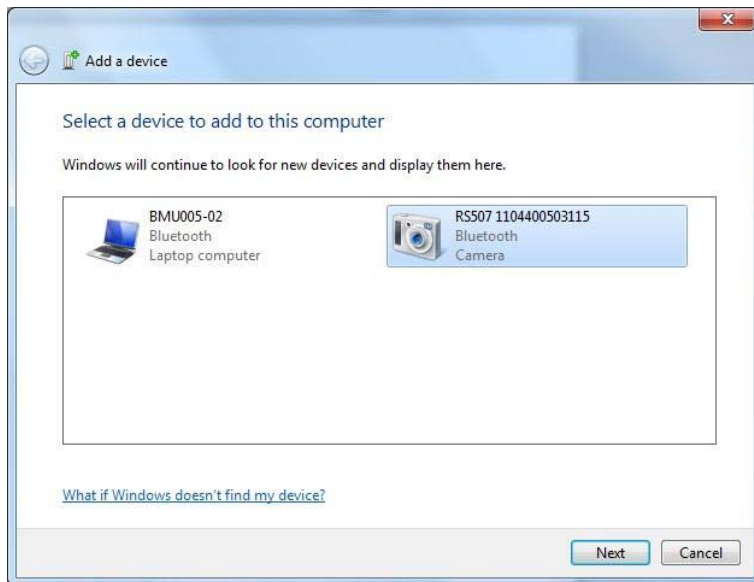 Add a device
Select a device to add to this computer
Windows will continue to look for new devices and display them here.
BMU005-02
Bluetooth
Laptop computer
RS507 1104400503115
Bluetooth
Camera
What if Windows doesn't find my device?
Next Cancel